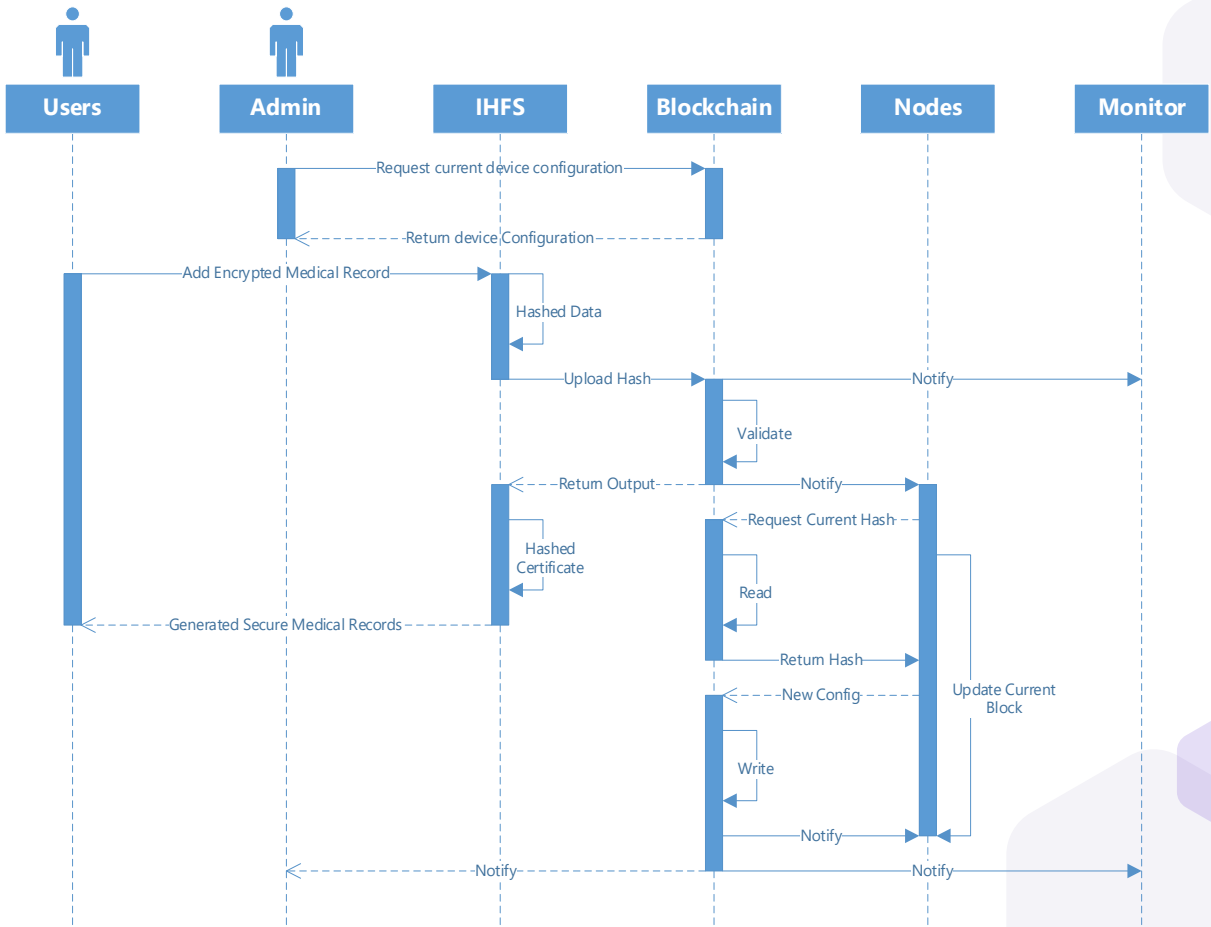 Users
Admin
IHFS
Blockchain
Nodes
Monitor
Request current device configuration
Return device Configuration
Add Encrypted Medical Record
Hashed Data
Upload Hash
Notify
Validate
Return Output
Notify
Request Current Hash
Hashed
Certificate
Read
Generated Secure Medical Records
Return Hash
New Config
Update Current
Block
Write
Notify
Notify
Notify